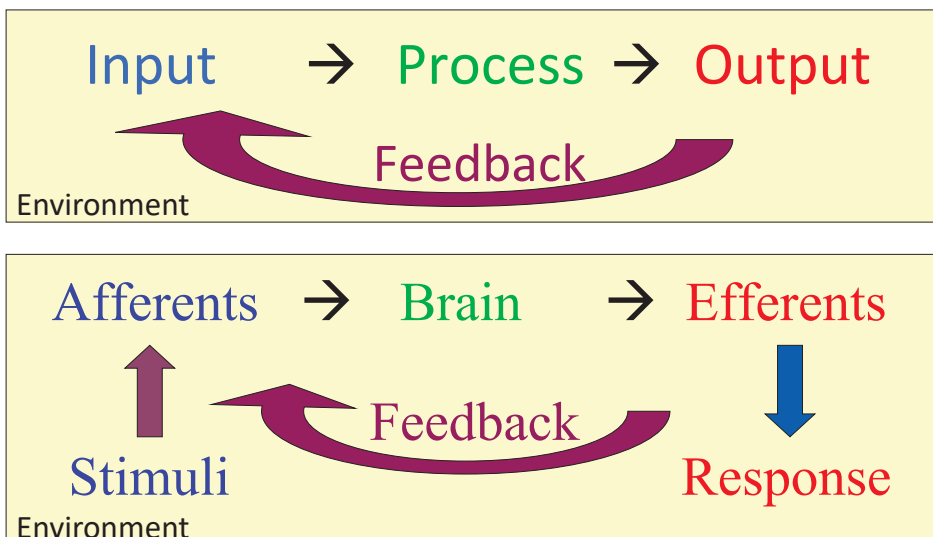 Input → Process → Output
Feedback
Environment
Afferents → Brain → Efferents
Feedback
Stimuli Response
Environment